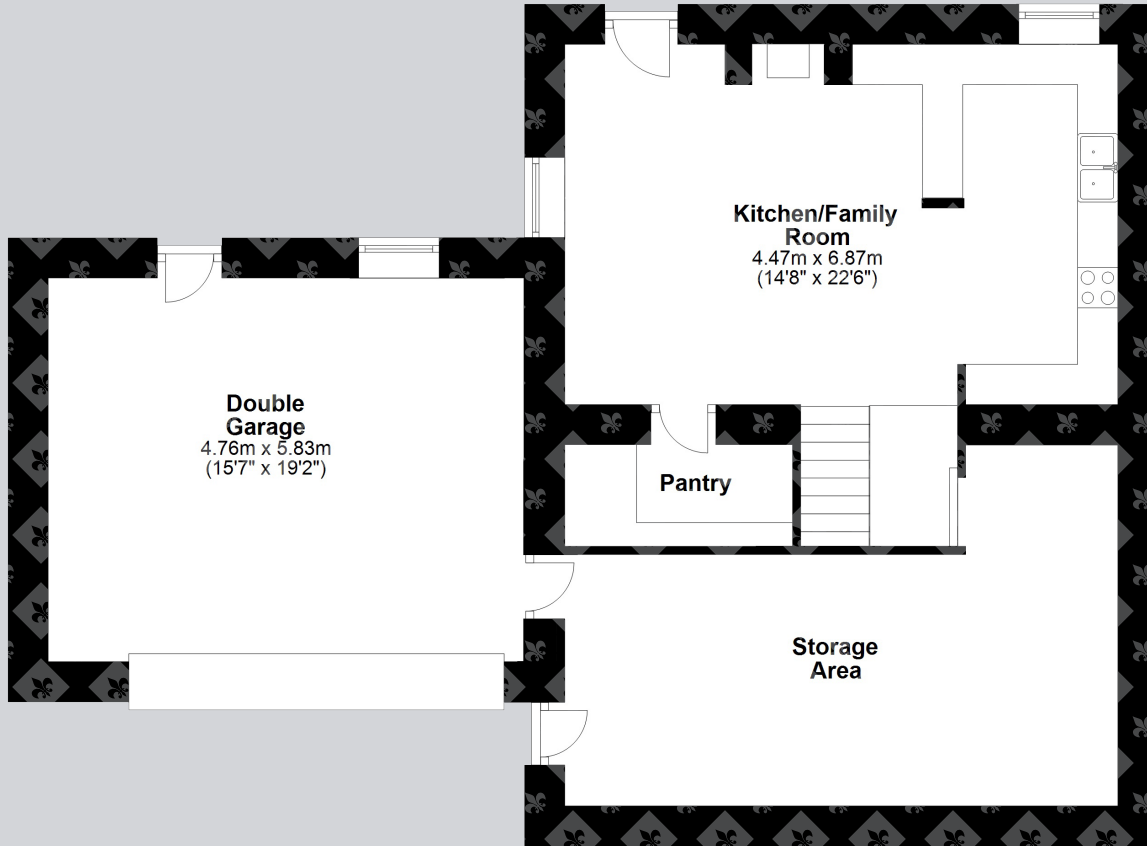 Kitchen/Family
Room
4.47m x 6.87m
(14'8" x 22'6")
Double
Garage
4.76m x 5.83m
(15'7" x 19'2")
Pantry
Storage
Area